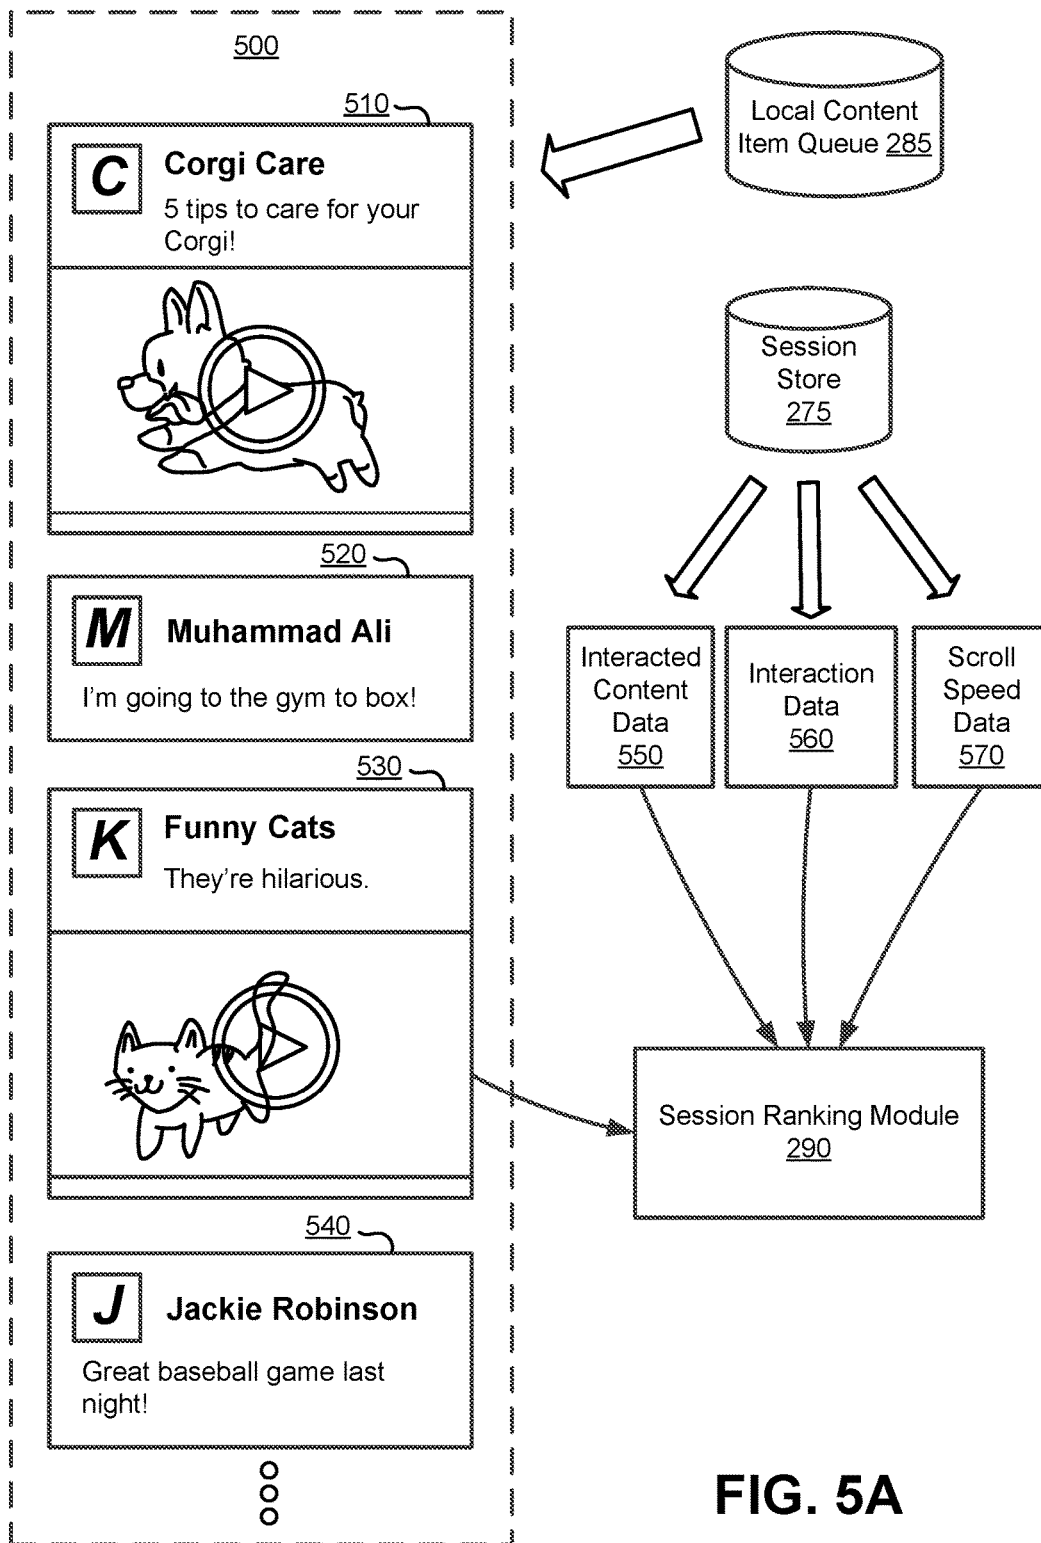 500
510
C
Corgi Care
5 tips to care for your
Corgi!
520
M
Muhammad Ali
I'm going to the gym to box!
530
K
Funny Cats
They're hilarious.
540
J
Jackie Robinson
Great baseball game last
night!
Local Content
Item Queue 285
Session
Store
275
Interacted
Content
Data
550
Interaction
Data
560
Scroll
Speed
Data
570
Session Ranking Module
290
FIG. 5A